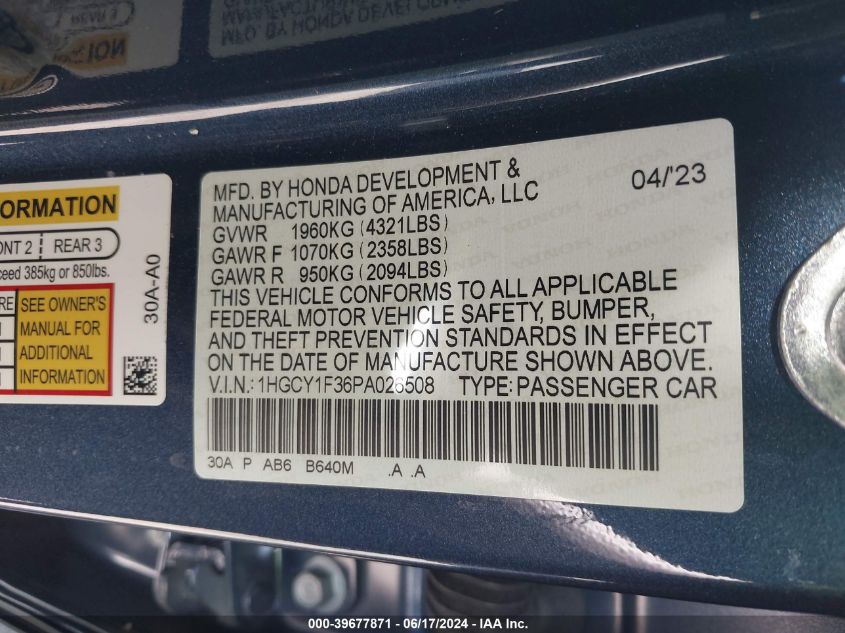 MFD. BY HONDA DEVELOPMENT &
MANUFACTURING OF AMERICA, LLC
04/'23
GVWR 1960KG (4321LBS)
GAWR F 1070KG (2358LBS)
GAWR R 950KG (2094LBS)
THIS VEHICLE CONFORMS TO ALL APPLICABLE
FEDERAL MOTOR VEHICLE SAFETY, BUMPER,
AND THEFT PREVENTION STANDARDS IN EFFECT
ON THE DATE OF MANUFACTURE SHOWN ABOVE.
V.I.N.: 1HGCY1F36PA026508 TYPE: PASSENGER CAR
30A P AB6 B640M .A .A
ORMATION
ONT 2 REAR 3
ceed 385kg or 850lbs.
RE
SEE OWNER'S
MANUAL FOR
ADDITIONAL
INFORMATION
30A-A0
000-39677871 - 06/17/2024 - IAA Inc.